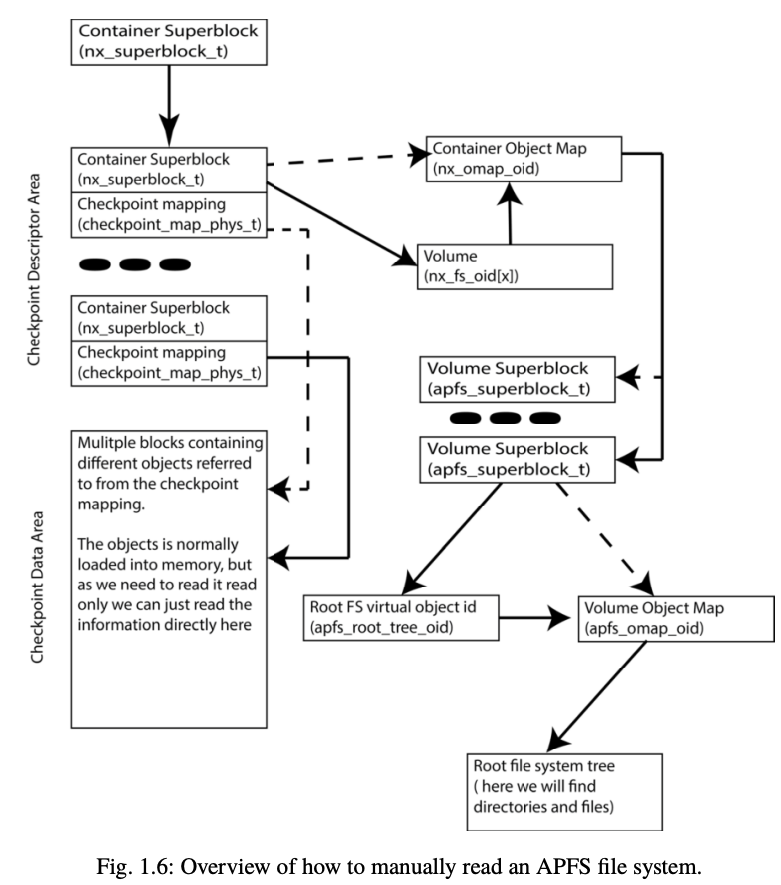 Container Superblock
(nx_superblock_t)
Checkpoint Descriptor Area
Container Superblock
(nx_superblock_t)
Checkpoint mapping
(checkpoint_map_phys_t)
Container Superblock
(nx_superblock_t)
Checkpoint mapping
(checkpoint_map_phys_t)
Container Object Map
(nx_omap_oid)
Volume
(nx_fs_oid[x])
Volume Superblock
(apfs_superblock_t)
Volume Superblock
(apfs_superblock_t)
Checkpoint Data Area
Mulitple blocks containing
different objects referred
to from the checkpoint
mapping.
The objects is normally
loaded into memory, but
as we need to read it read
only we can just read the
information directly here
Root FS virtual object id
(apfs_root_tree_oid)
Volume Object Map
(apfs_omap_oid)
Root file system tree
( here we will find
directories and files)
Fig. 1.6: Overview of how to manually read an APFS file system.